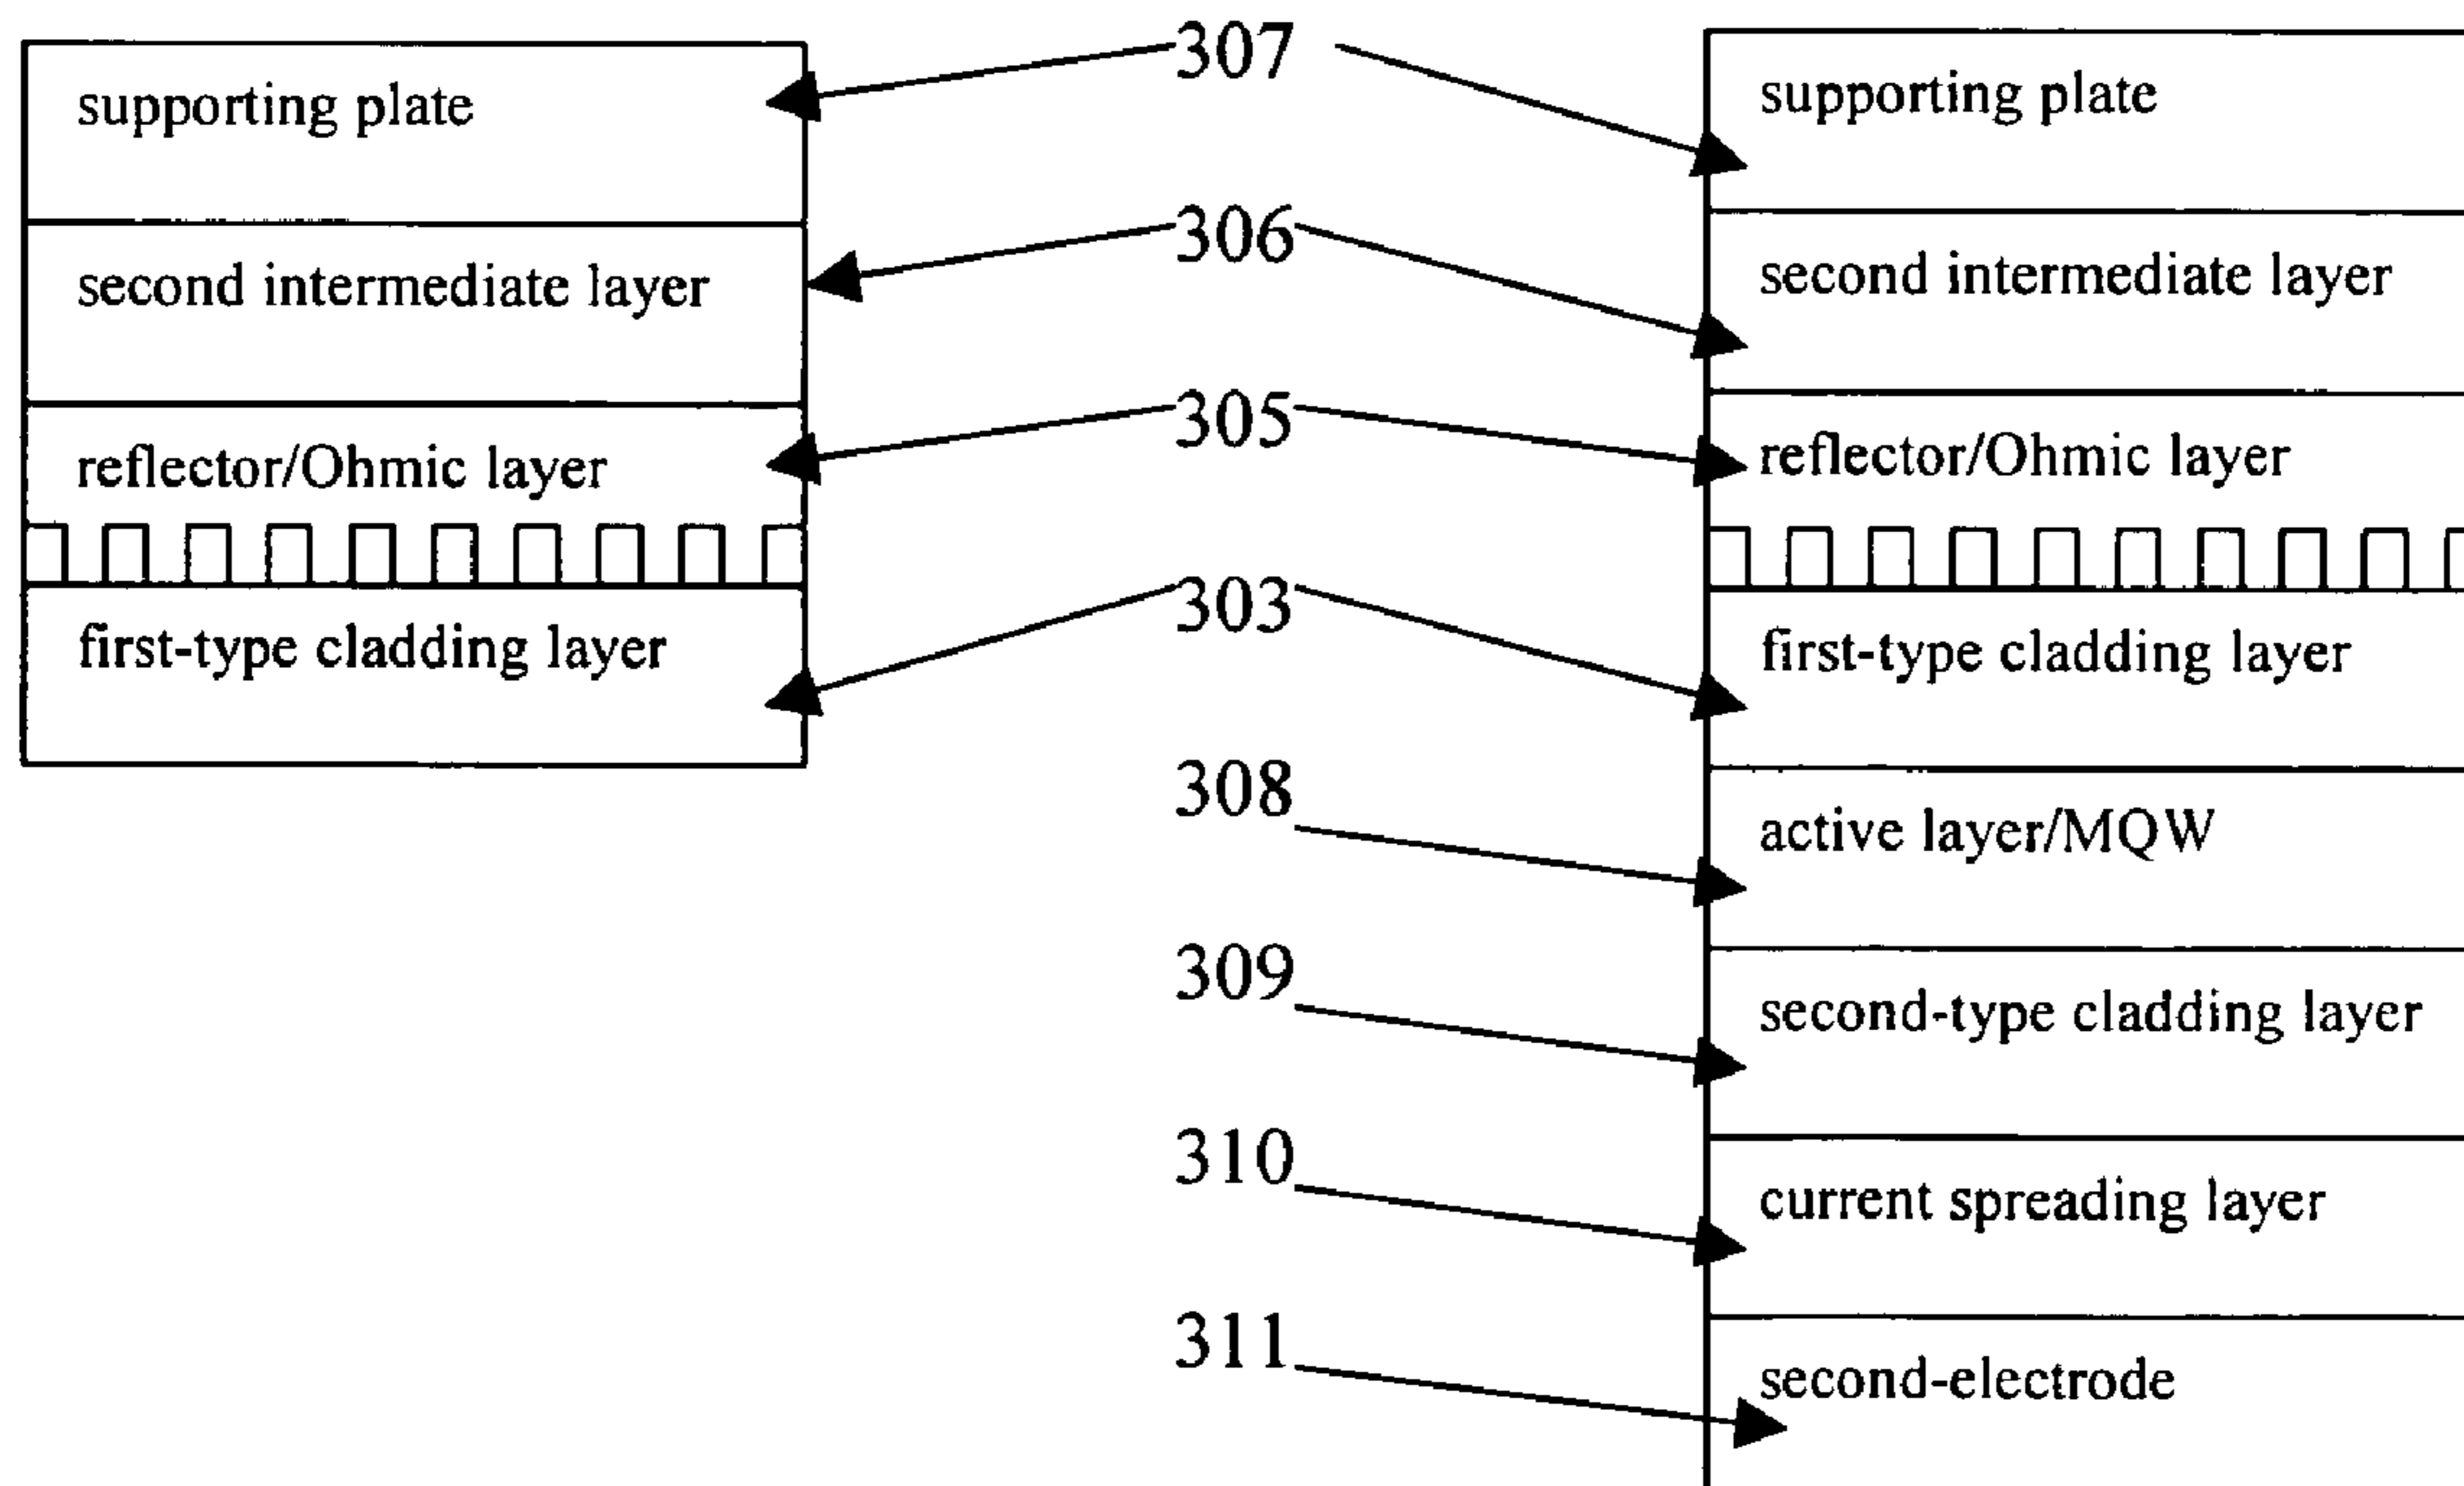 supporting plate
second intermediate layer
reflector/Ohmic layer
first-type cladding layer
307
306
305
303
308
309
310
311
supporting plate
second intermediate layer
reflector/Ohmic layer
first-type cladding layer
active layer/MQW
second-type cladding layer
current spreading layer
second-electrode